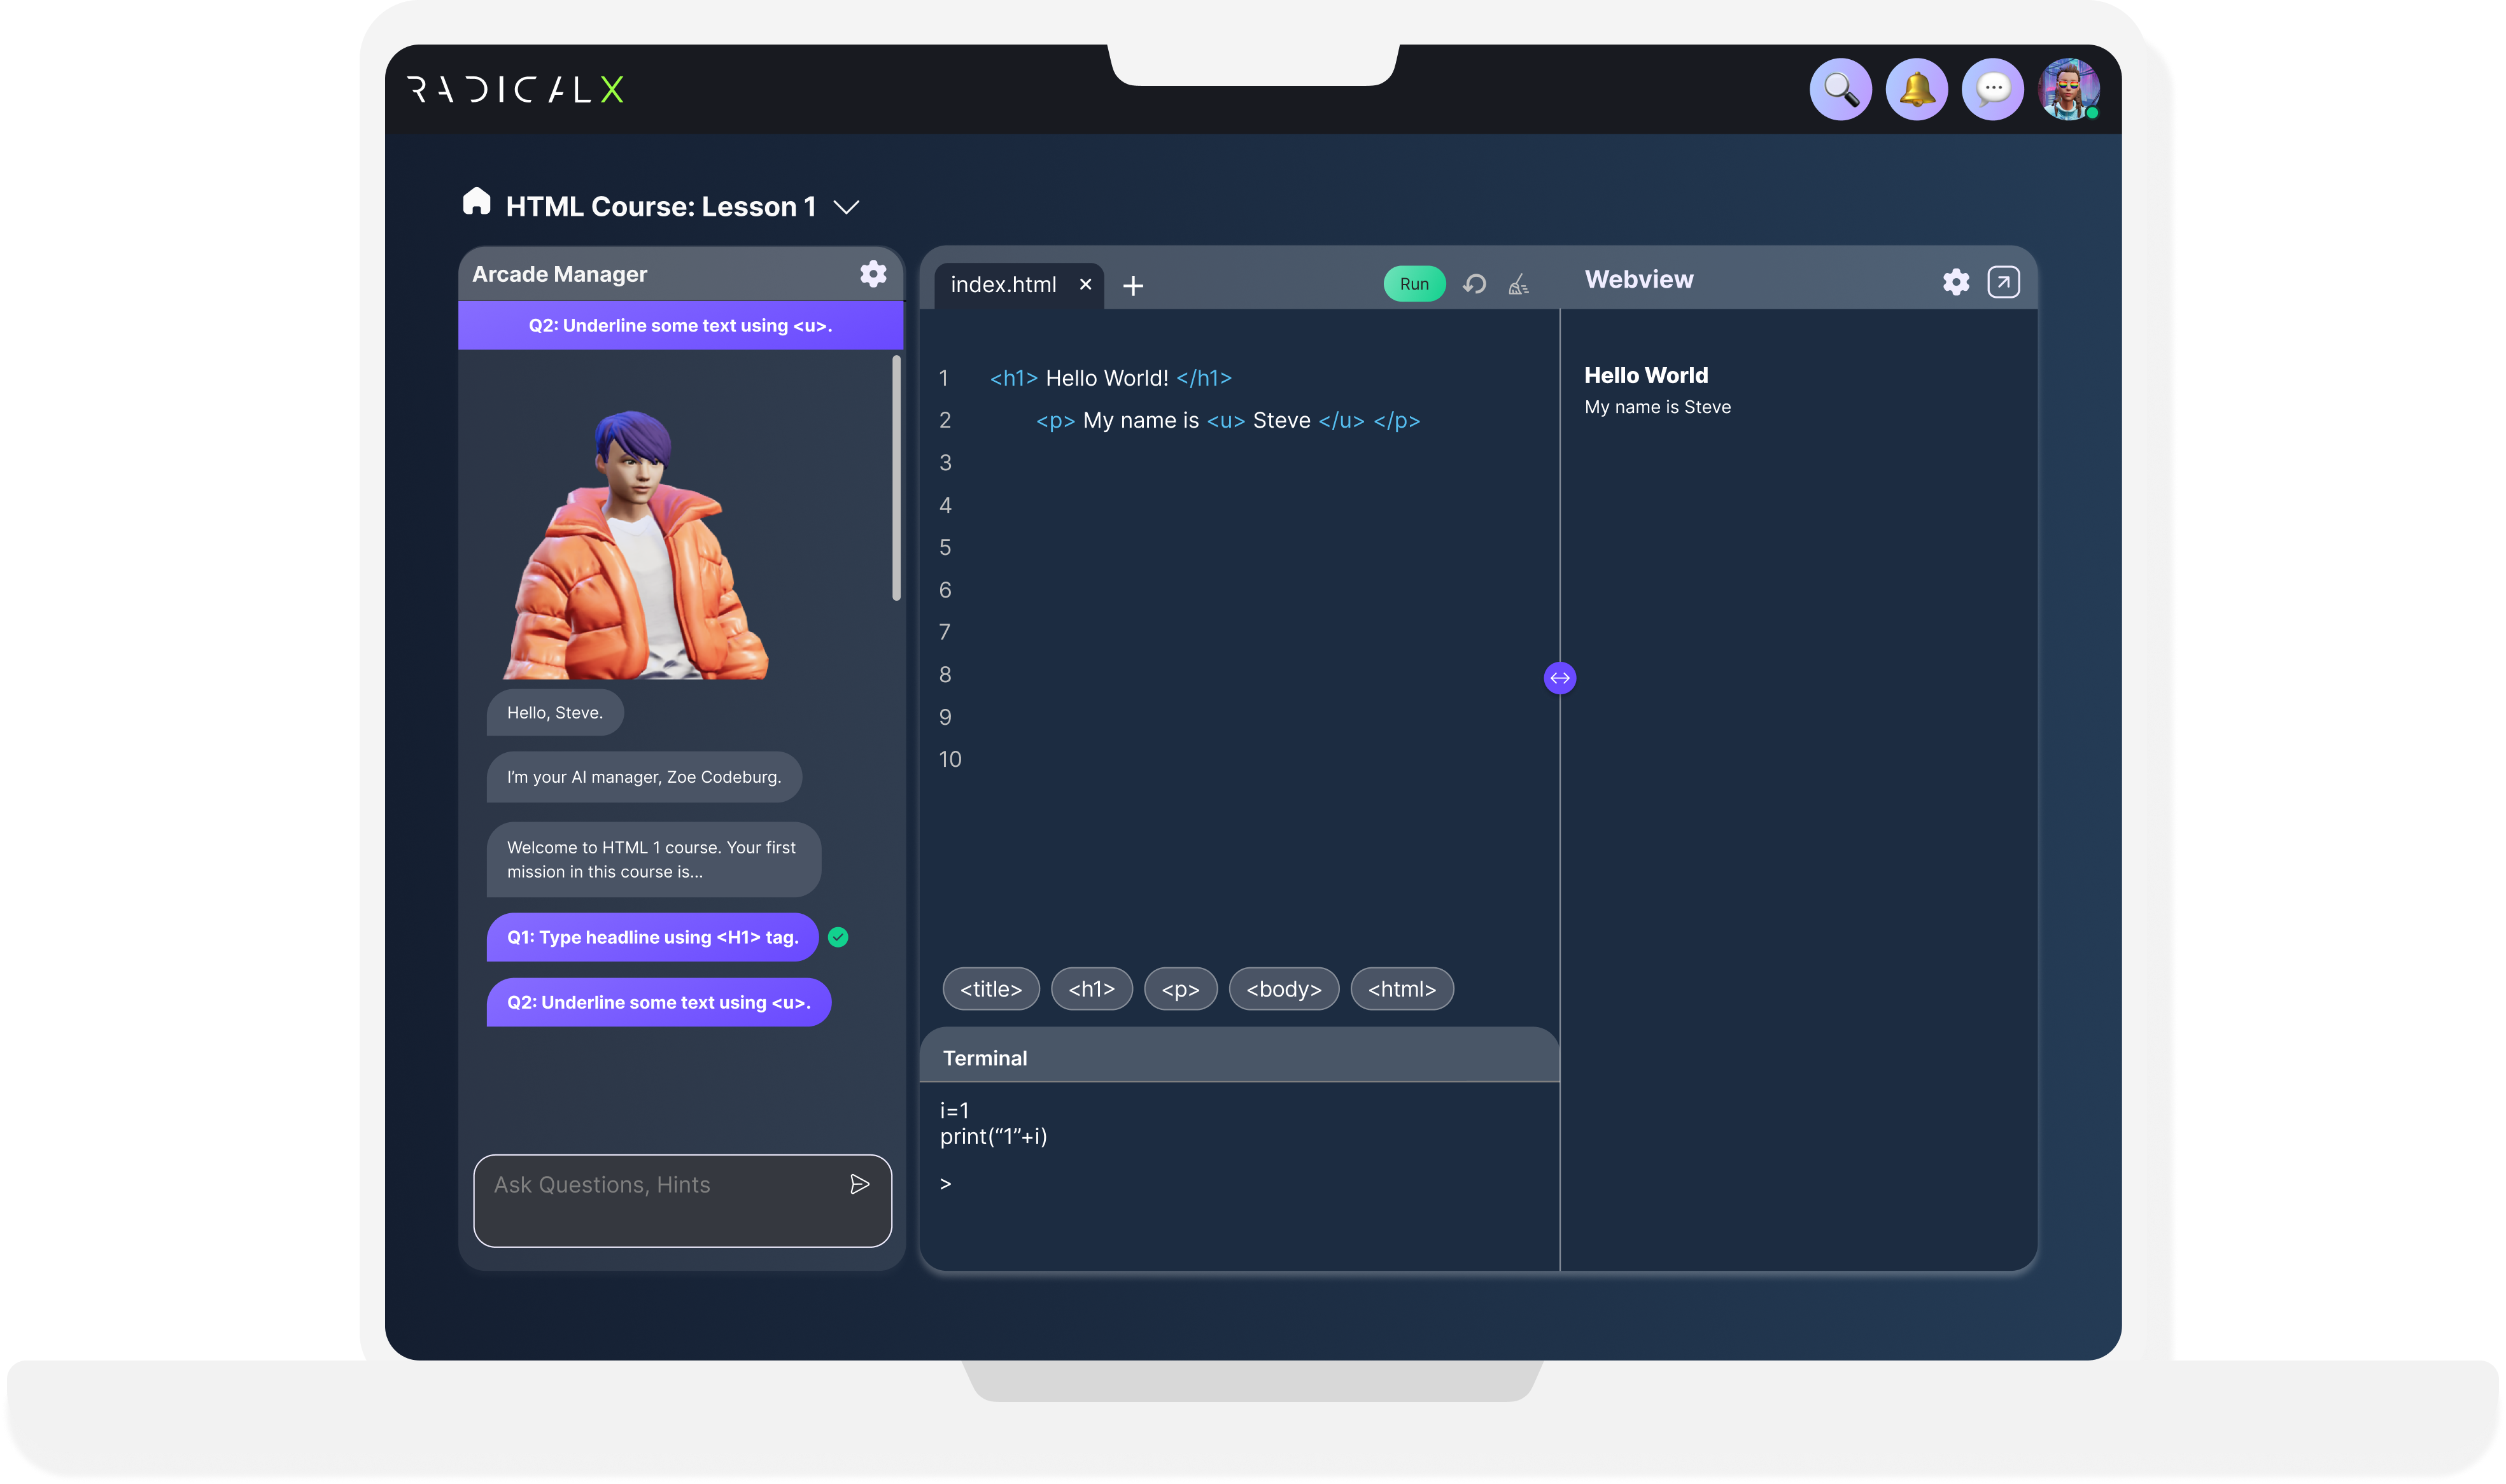 RADICALX
HTML Course: Lesson 1
Arcade Manager
Q2: Underline some text using <u>.
Hello, Steve.
I’m your AI manager, Zoe Codeburg.
Welcome to HTML 1 course. Your first
mission in this course is...
Q1: Type headline using <H1> tag.
Q2: Underline some text using <u>.
Ask Questions, Hints
index.html
Run
1 <h1> Hello World! </h1>
2 <p> My name is <u> Steve </u> </p>
3
4
5
6
7
8
9
10
<title> <h1> <p> <body> <html>
Terminal
i=1
print(“1”+i)
>
Webview
Hello World
My name is Steve